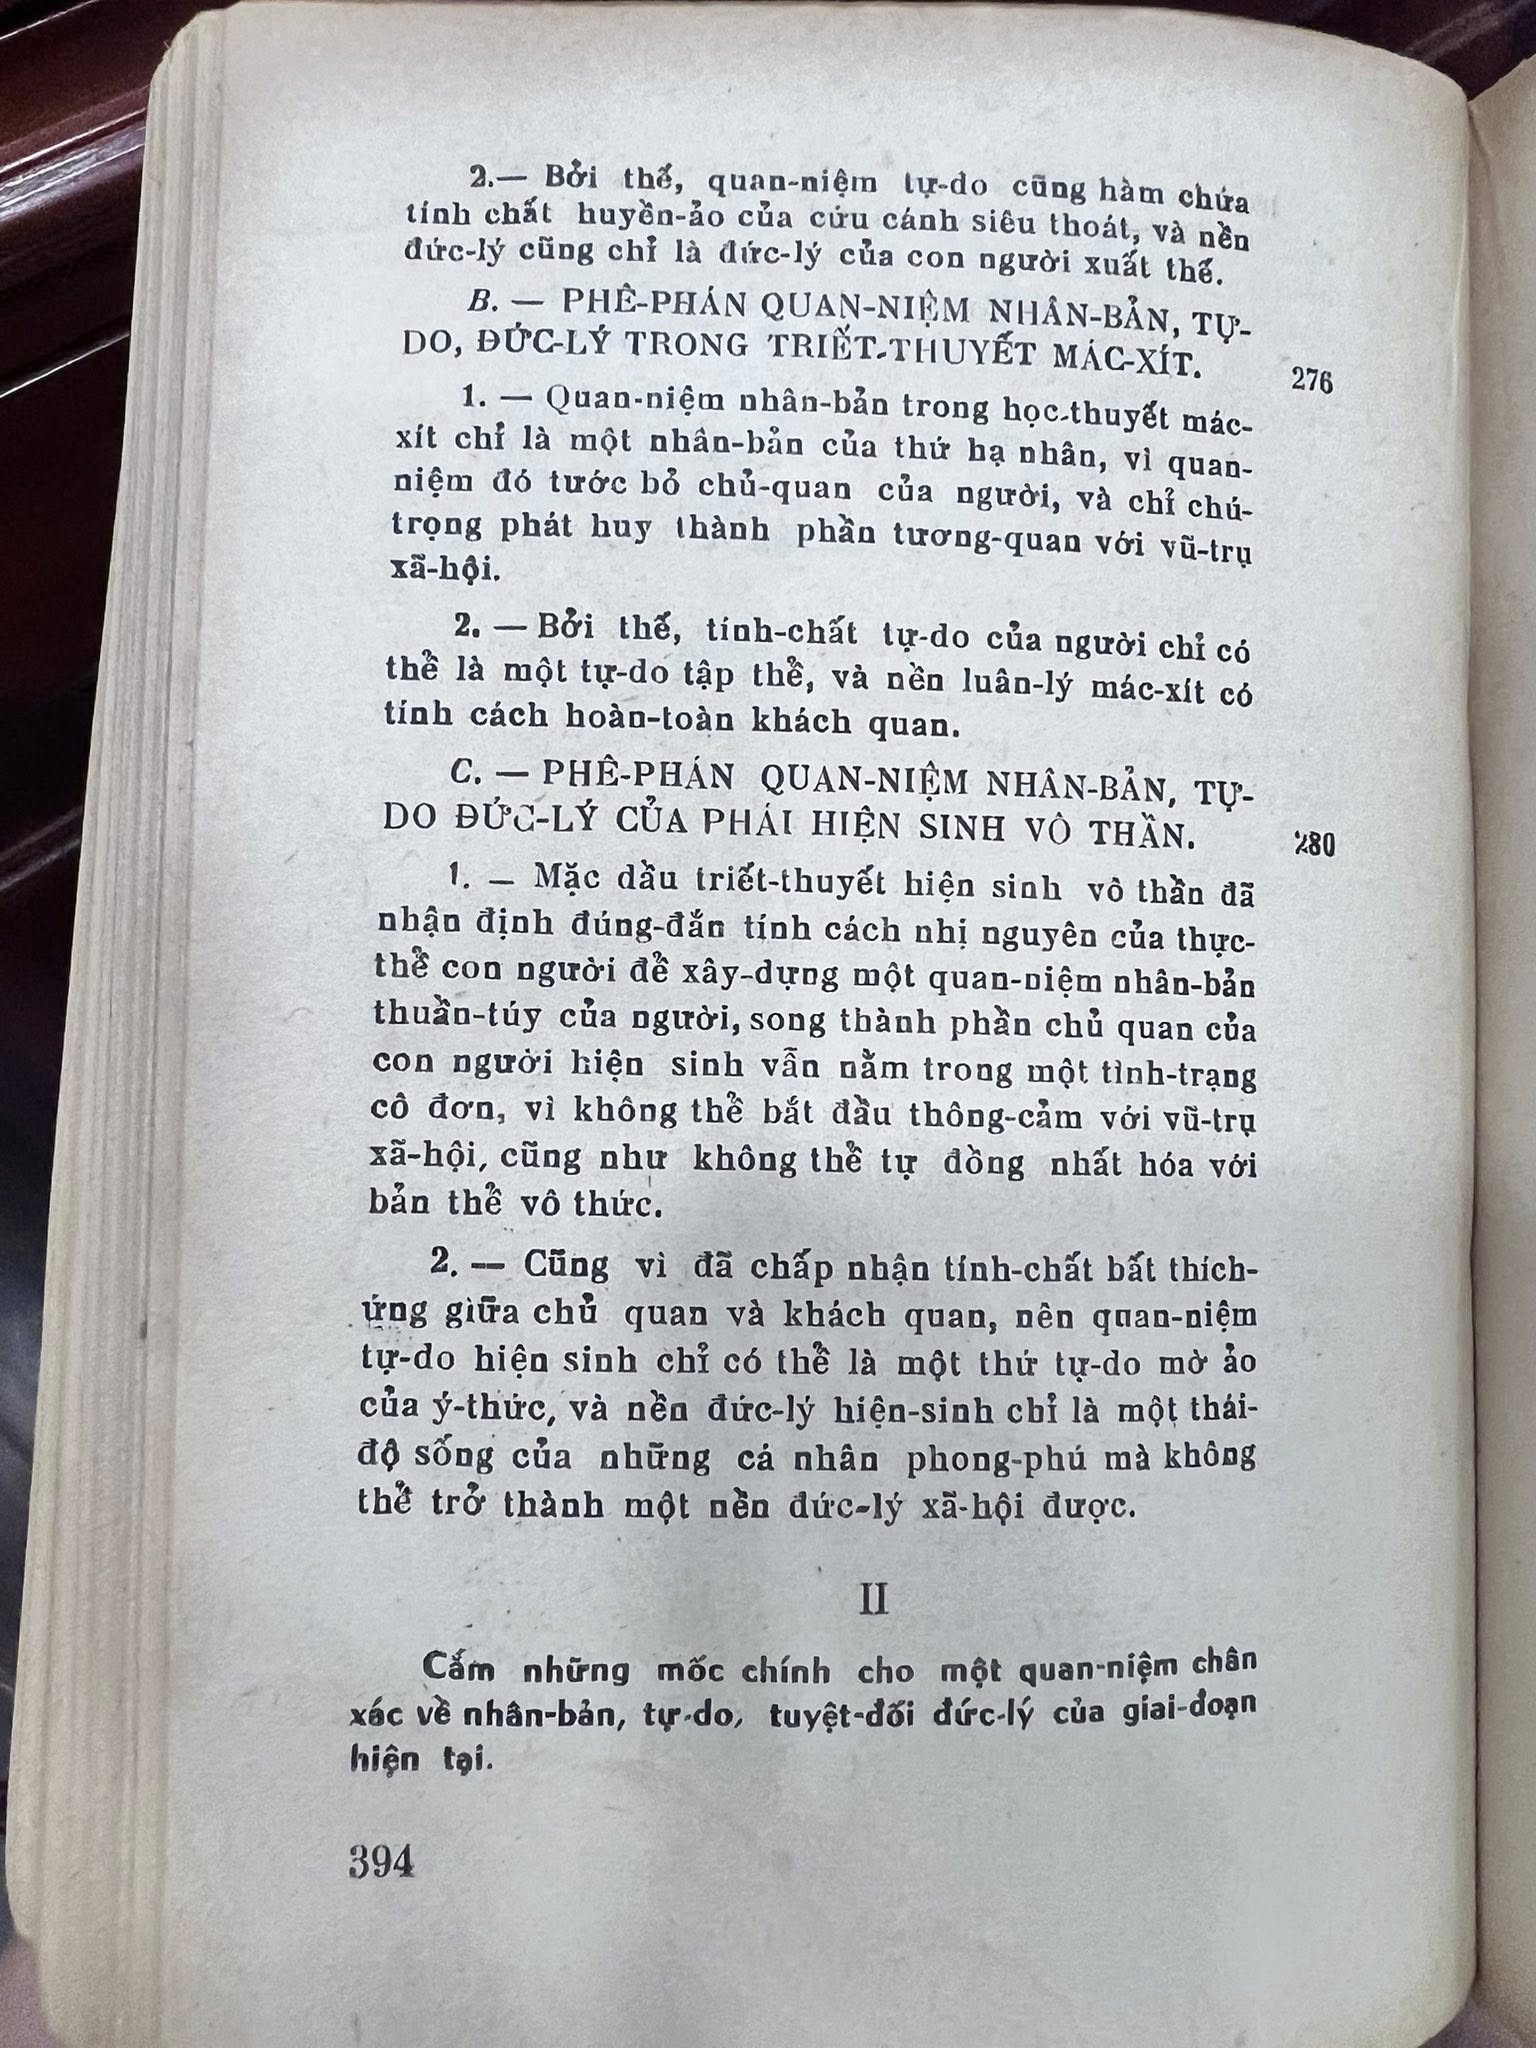 2.— Bởi thế, quan-niệm tự-do cũng hàm chứa
tính chất huyền-ảo của cứu cánh siêu thoát, và nền
đức-lý cũng chỉ là đức-lý của con người xuất thế.
B. — PHÊ-PHÁN QUAN-NIỆM NHÂN-BẢN, TỰ-
DO, ĐỨC-LÝ TRONG TRIẾT-THUYẾT MÁC-XÍT. 276
1. — Quan-niệm nhân-bản trong học-thuyết mác-
xít chỉ là một nhân-bản của thứ hạ nhân, vì quan-
niệm đó tước bỏ chủ-quan của người, và chỉ chú-
trọng phát huy thành phần tương-quan với vũ-trụ
xã-hội.
2. — Bởi thế, tính-chất tự-do của người chỉ có
thể là một tự-do tập thể, và nền luân-lý mác-xít có
tính cách hoàn-toàn khách quan.
C. — PHÊ-PHÁN QUAN-NIỆM NHÂN-BẢN, TỰ-
DO ĐỨC-LÝ CỦA PHÁI HIỆN SINH VÔ THẦN. 280
1. — Mặc dầu triết-thuyết hiện sinh vô thần đã
nhận định đúng-đắn tính cách nhị nguyên của thực-
thể con người để xây-dựng một quan-niệm nhân-bản
thuần-túy của người, song thành phần chủ quan của
con người hiện sinh vẫn nằm trong một tình-trạng
cô đơn, vì không thể bắt đầu thông-cảm với vũ-trụ
xã-hội, cũng như không thể tự đồng nhất hóa với
bản thể vô thức.
2. — Cũng vì đã chấp nhận tính-chất bất thích-
ứng giữa chủ quan và khách quan, nên quan-niệm
tự-do hiện sinh chỉ có thể là một thứ tự-do mờ ảo
của ý-thức, và nền đức-lý hiện-sinh chỉ là một thái-
độ sống của những cá nhân phong-phú mà không
thể trở thành một nền đức-lý xã-hội được.
II
Cắm những mốc chính cho một quan-niệm chân
xác về nhân-bản, tự-do, tuyệt-đối đức-lý của giai-đoạn
hiện tại.
394